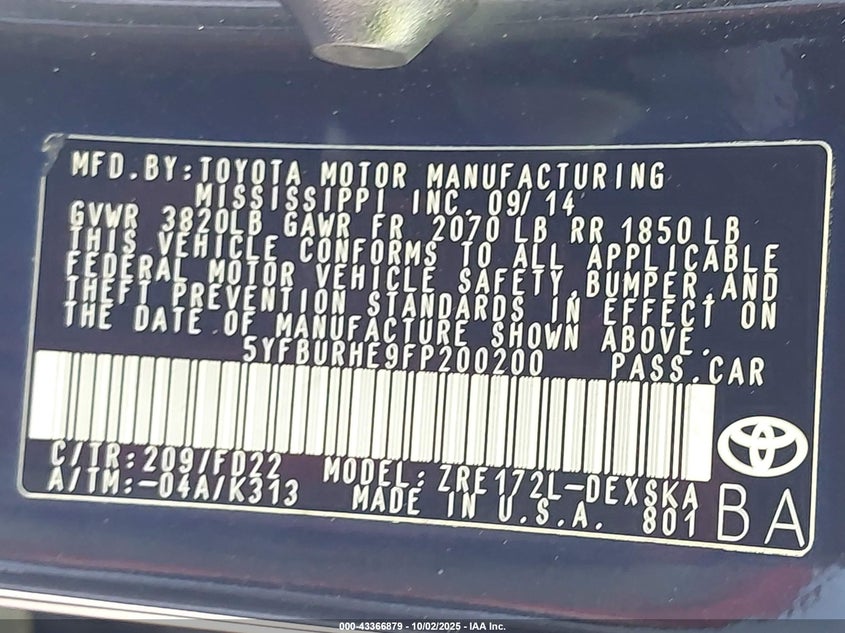 MFD.BY:TOYOTA MOTOR MANUFACTURING
MISSISSIPPI INC. 09/14
GVWR 3820LB GAWR FR 2070 LB RR 1850 LB
THIS VEHICLE CONFORMS TO ALL APPLICABLE
FEDERAL MOTOR VEHICLE SAFETY,BUMPER,AND
THEFT PREVENTION STANDARDS IN EFFECT ON
THE DATE OF MANUFACTURE SHOWN ABOVE.
5YFBURHE9FP200200 PASS.CAR
C/TR:209/FD22 MODEL:ZRE172L-DEXSKA
A/TM:-04A/K313 MADE IN U.S.A. 801
BA
000-43366879 - 10/02/2025 - IAA Inc.